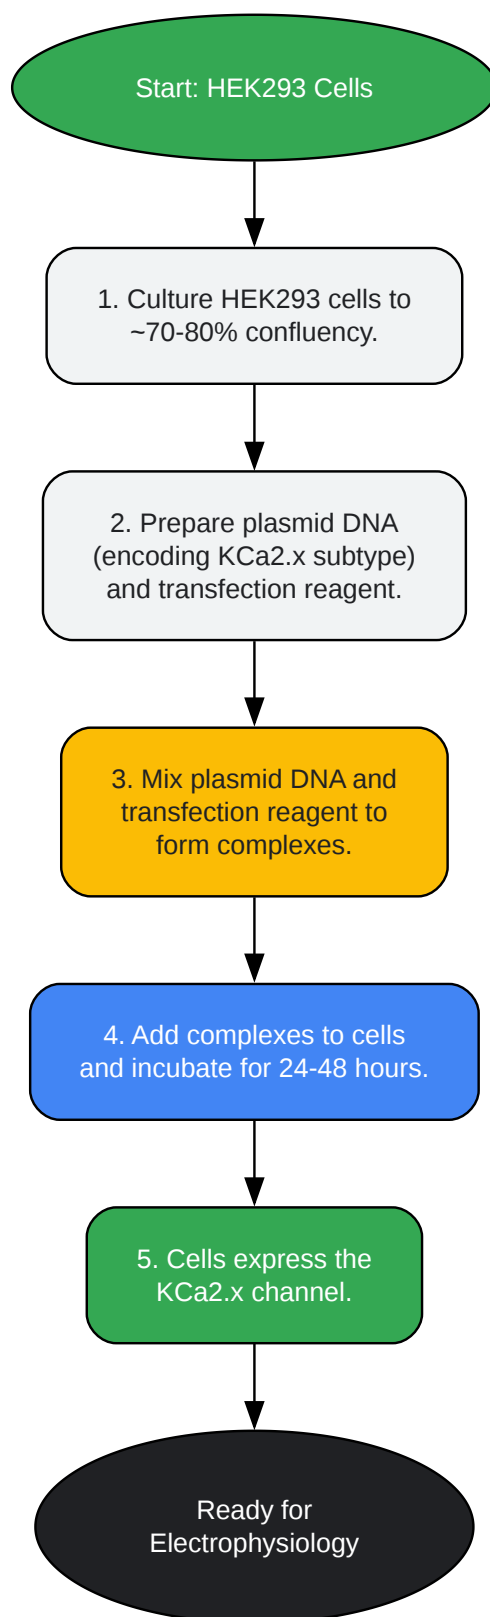 Start: HEK293 Cells
1. Culture HEK293 cells to
~70-80% confluency.
2. Prepare plasmid DNA
(encoding KCa2.x subtype)
and transfection reagent.
3. Mix plasmid DNA and
transfection reagent to
form complexes.
4. Add complexes to cells
and incubate for 24-48 hours.
5. Cells express the
KCa2.x channel.
Ready for
Electrophysiology